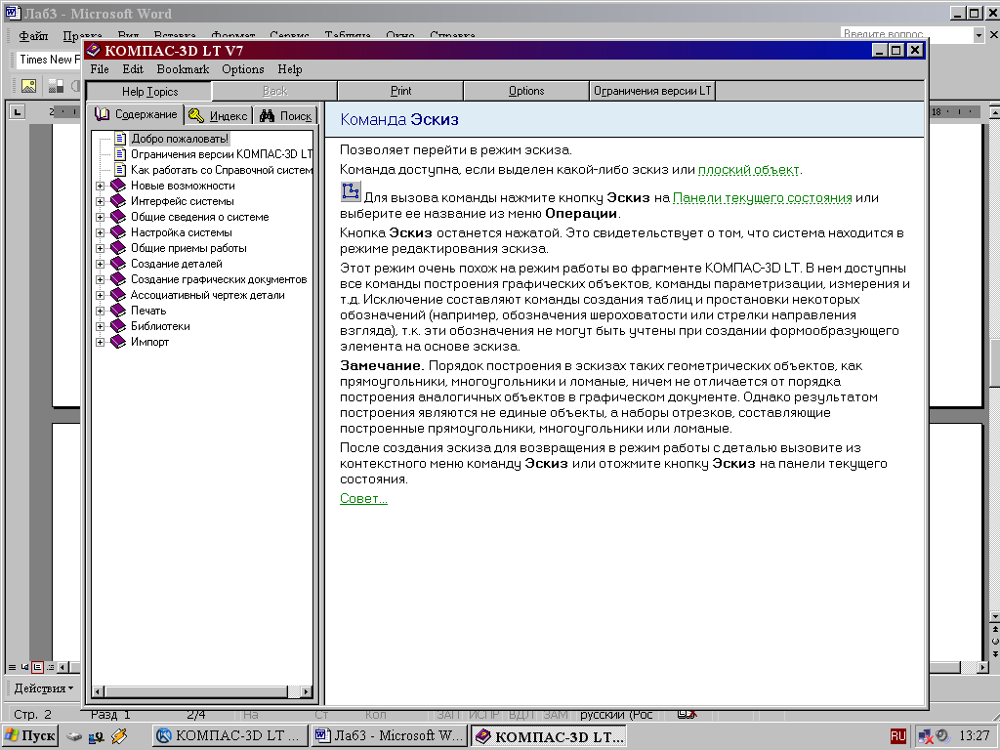 Лаб3 - Microsoft Word
Файл Правка Вид Вставка Формат Сервис Таблица Окно Справка
Введите вопрос
Times New
КОМПАС-3D LT V7
File Edit Bookmark Options Help
Help Topics Back Print Options Ограничения версии LT
Содержание Индекс Поиск
Добро пожаловать!
Ограничения версии КОМПАС-3D LT
Как работать со Справочной систем
Новые возможности
Интерфейс системы
Общие сведения о системе
Настройка системы
Общие приемы работы
Создание деталей
Создание графических документов
Ассоциативный чертеж детали
Печать
Библиотеки
Импорт
Команда Эскиз
Позволяет перейти в режим эскиза.
Команда доступна, если выделен какой-либо эскиз или плоский объект.
Для вызова команды нажмите кнопку Эскиз на Панели текущего состояния или
выберите ее название из меню Операции.
Кнопка Эскиз останется нажатой. Это свидетельствует о том, что система находится в
режиме редактирования эскиза.
Этот режим очень похож на режим работы во фрагменте КОМПАС-3D LT. В нем доступны
все команды построения графических объектов, команды параметризации, измерения и
т.д. Исключение составляют команды создания таблиц и простановки некоторых
обозначений (например, обозначения шероховатости или стрелки направления
взгляда), т.к. эти обозначения не могут быть учтены при создании формообразующего
элемента на основе эскиза.
Замечание. Порядок построения в эскизах таких геометрических объектов, как
прямоугольники, многоугольники и ломаные, ничем не отличается от порядка
построения аналогичных объектов в графическом документе. Однако результатом
построения являются не единые объекты, а наборы отрезков, составляющие
построенные прямоугольники, многоугольники или ломаные.
После создания эскиза для возвращения в режим работы с деталью вызовите из
контекстного меню команду Эскиз или отожмите кнопку Эскиз на панели текущего
состояния.
Совет...
2
18
Действия
Стр. 2 Разд 1 2/4 На Ст Кол ЗАП ИСПР ВДЛ ЗАМ русский (Рос
Пуск КОМПАС-3D LT ... Лаб3 - Microsoft W... КОМПАС-3D LT... RU 13:27